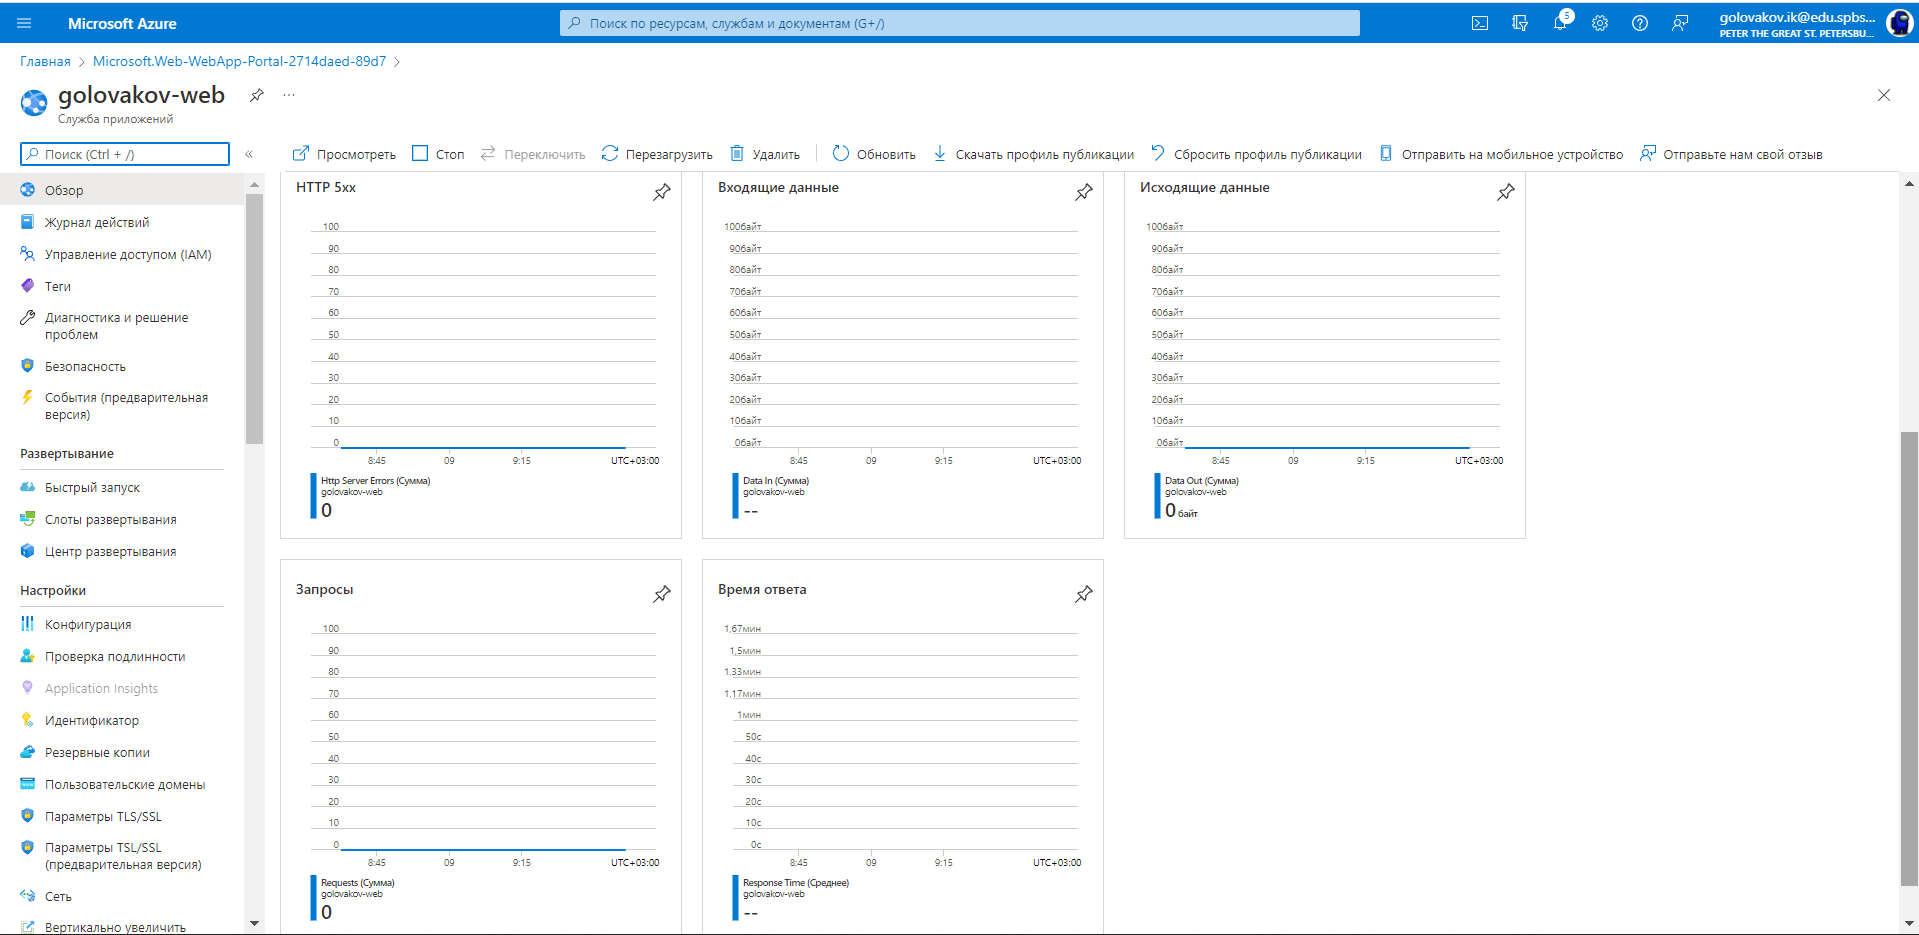 Microsoft Azure
Поиск по ресурсам, службам и документам (G+/)
5
golovakov.ik@edu.spbs...
PETER THE GREAT ST. PETERSBU...
Главная > Microsoft.Web-WebApp-Portal-2714daed-89d7 >
golovakov-web
...
Служба приложений
Поиск (Ctrl + /)
«
Просмотреть
Стоп
Переключить
Перезагрузить
Удалить
Обновить
Скачать профиль публикации
Сбросить профиль публикации
Отправить на мобильное устройство
Отправьте нам свой отзыв
Обзор
Журнал действий
Управление доступом (IAM)
Теги
Диагностика и решение
проблем
Безопасность
События (предварительная
версия)
Развертывание
Быстрый запуск
Слоты развертывания
Центр развертывания
Настройки
Конфигурация
Проверка подлинности
Application Insights
Идентификатор
Резервные копии
Пользовательские домены
Параметры TLS/SSL
Параметры TSL/SSL
(предварительная версия)
Сеть
Вертикально увеличить
HTTP 5xx
100
90
80
70
60
50
40
30
20
10
0
8:45 09 9:15 UTC+03:00
Http Server Errors (Сумма)
golovakov-web
0
Входящие данные
100байт
90байт
80байт
70байт
60байт
50байт
40байт
30байт
20байт
10байт
0байт
8:45 09 9:15 UTC+03:00
Data In (Сумма)
golovakov-web
--
Исходящие данные
100байт
90байт
80байт
70байт
60байт
50байт
40байт
30байт
20байт
10байт
0байт
8:45 09 9:15 UTC+03:00
Data Out (Сумма)
golovakov-web
0 байт
Запросы
100
90
80
70
60
50
40
30
20
10
0
8:45 09 9:15 UTC+03:00
Requests (Сумма)
golovakov-web
0
Время ответа
1,67мин
1,5мин
1,33мин
1,17мин
1мин
50с
40с
30с
20с
10с
0с
8:45 09 9:15 UTC+03:00
Response Time (Среднее)
golovakov-web
--